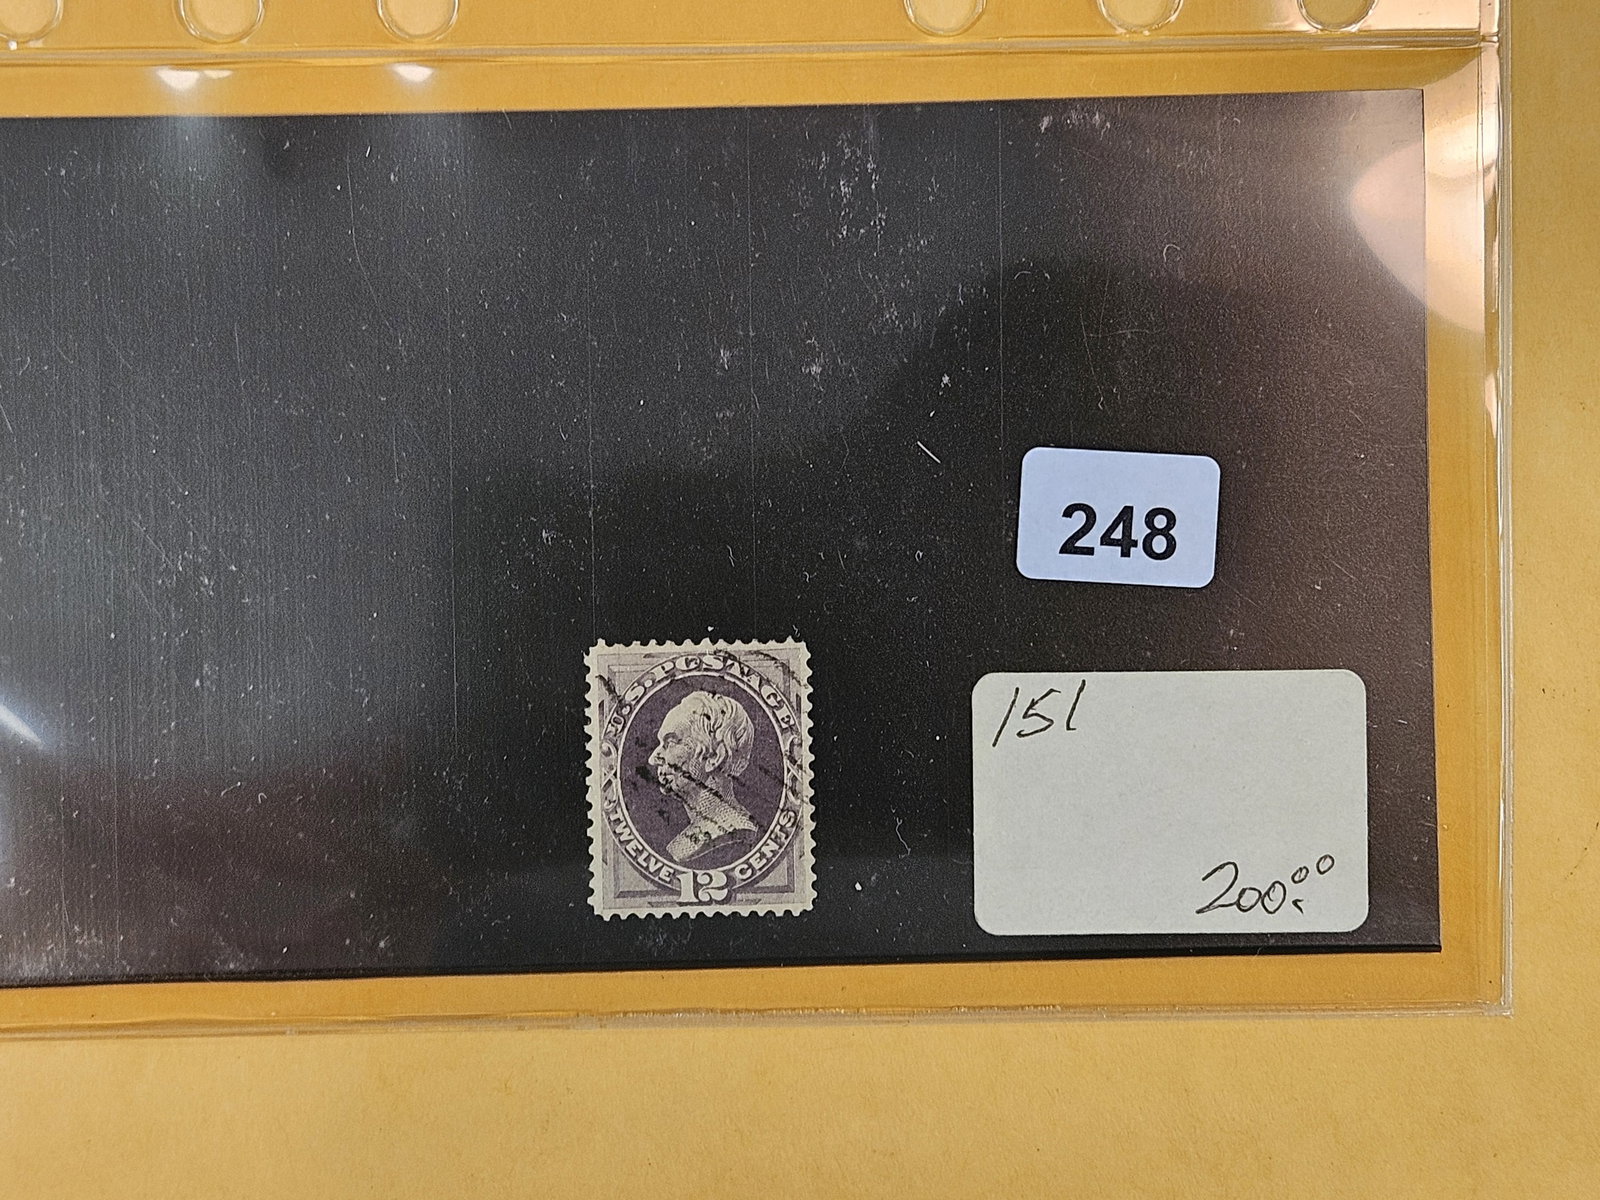 248
U.S. POSTAGE
TWELVE 12 CENTS
151
200.00